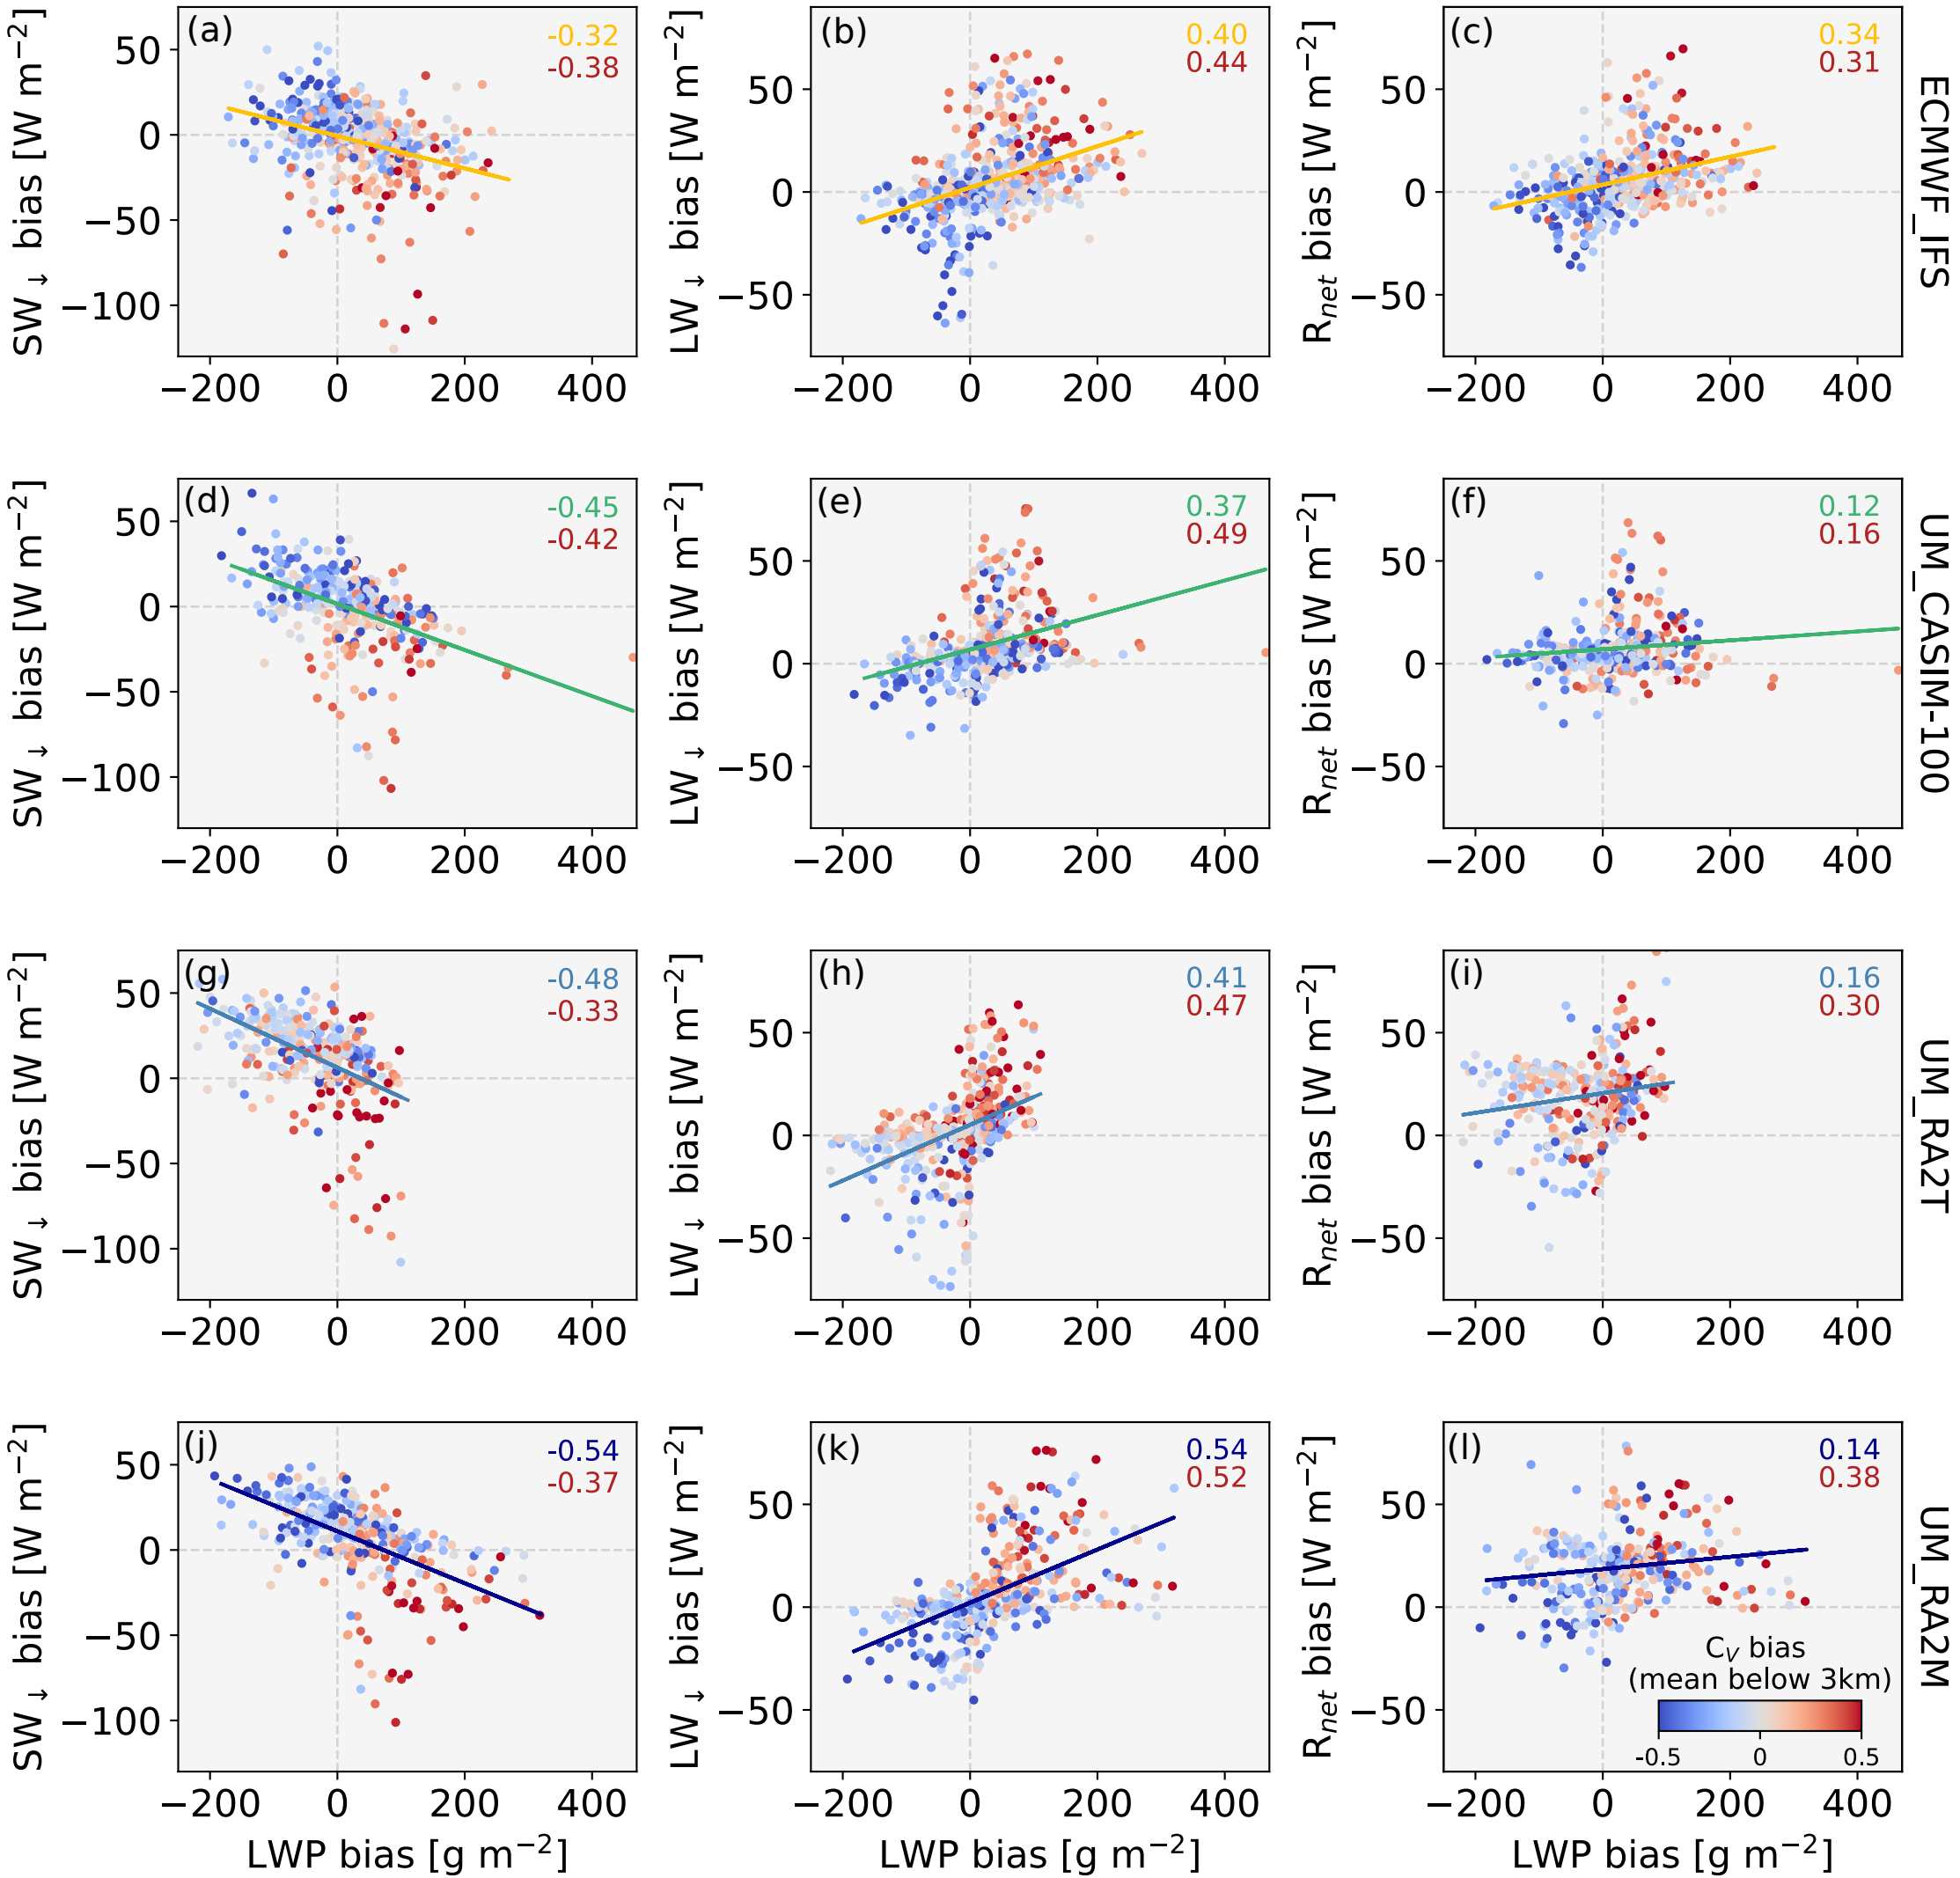 (a)
-0.32
-0.38
50
0
−50
−100
SW↓ bias [W m−2]
−200 0 200 400
(b)
0.40
0.44
50
0
−50
LW↓ bias [W m−2]
−200 0 200 400
(c)
0.34
0.31
50
0
−50
Rnet bias [W m−2]
−200 0 200 400
ECMWF_IFS
(d)
-0.45
-0.42
50
0
−50
−100
SW↓ bias [W m−2]
−200 0 200 400
(e)
0.37
0.49
50
0
−50
LW↓ bias [W m−2]
−200 0 200 400
(f)
0.12
0.16
50
0
−50
Rnet bias [W m−2]
−200 0 200 400
UM_CASIM-100
(g)
-0.48
-0.33
50
0
−50
−100
SW↓ bias [W m−2]
−200 0 200 400
(h)
0.41
0.47
50
0
−50
LW↓ bias [W m−2]
−200 0 200 400
(i)
0.16
0.30
50
0
−50
Rnet bias [W m−2]
−200 0 200 400
UM_RA2T
(j)
-0.54
-0.37
50
0
−50
−100
SW↓ bias [W m−2]
−200 0 200 400
LWP bias [g m−2]
(k)
0.54
0.52
50
0
−50
LW↓ bias [W m−2]
−200 0 200 400
LWP bias [g m−2]
(l)
0.14
0.38
50
0
−50
Rnet bias [W m−2]
CV bias
(mean below 3km)
-0.5 0 0.5
−200 0 200 400
LWP bias [g m−2]
UM_RA2M